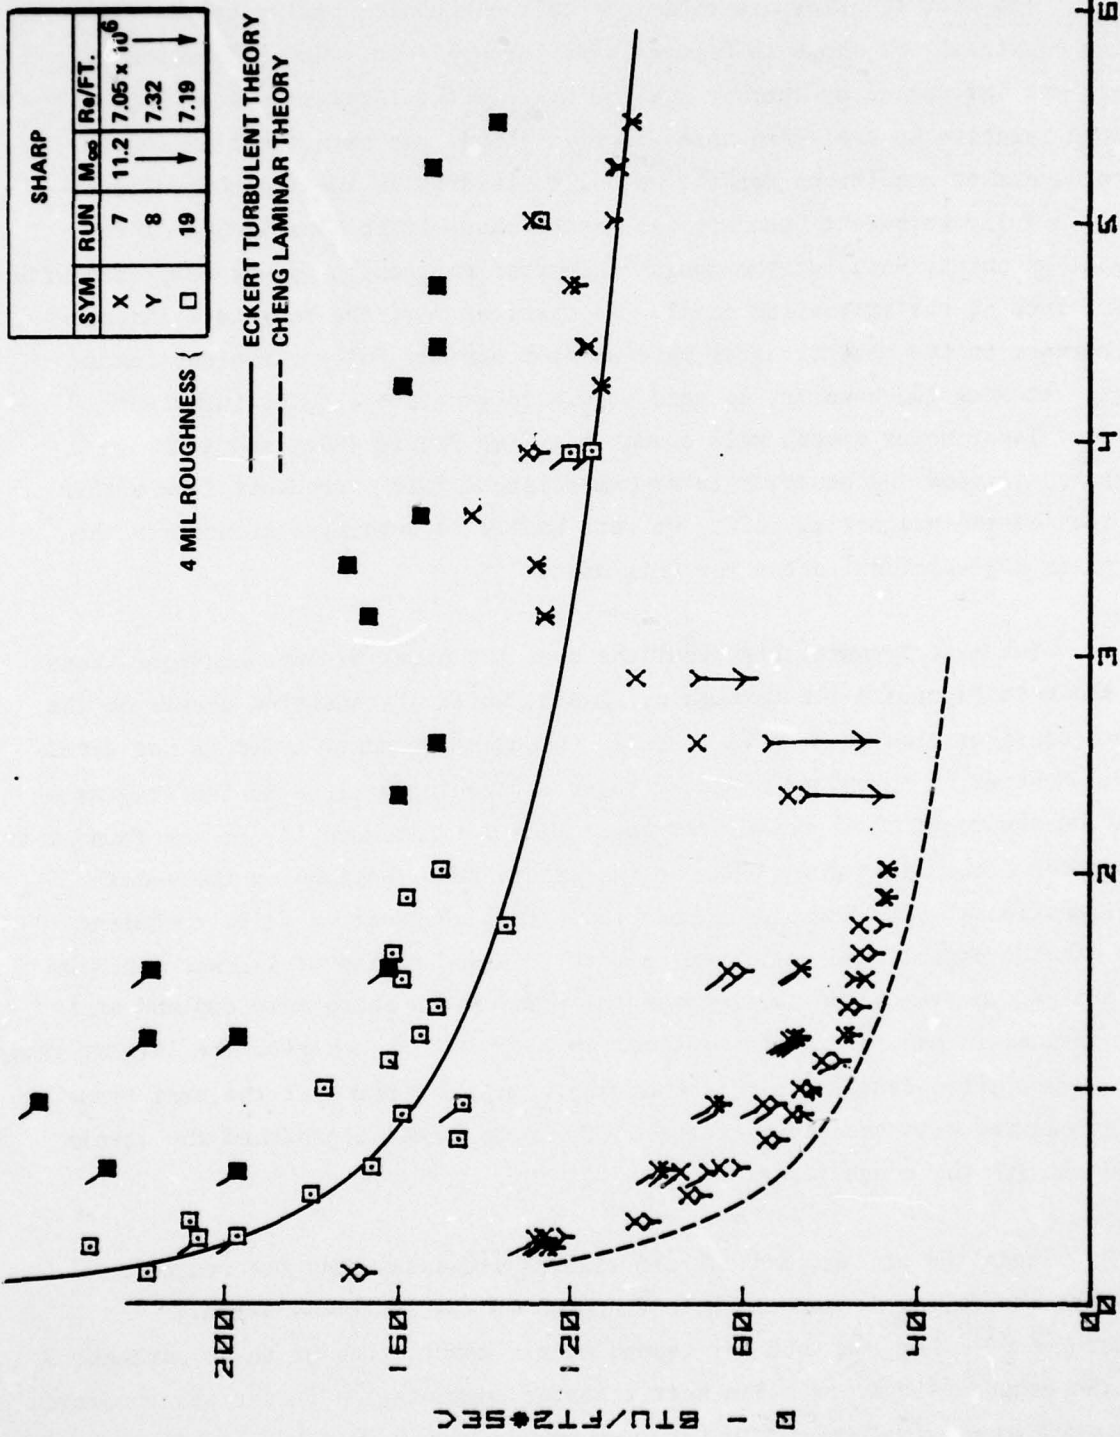 SHARP
SYM RUN M∞ Re/FT.
X 7 11.2 7.05 x 10⁶
Y 8 ↓ 7.32 ↓
□ 19 ↓ 7.19 ↓
4 MIL ROUGHNESS {
ECKERT TURBULENT THEORY
CHENG LAMINAR THEORY
Q - BTU/FT2*SEC
200
160
120
80
40
0
0 1 2 3 4 5 6